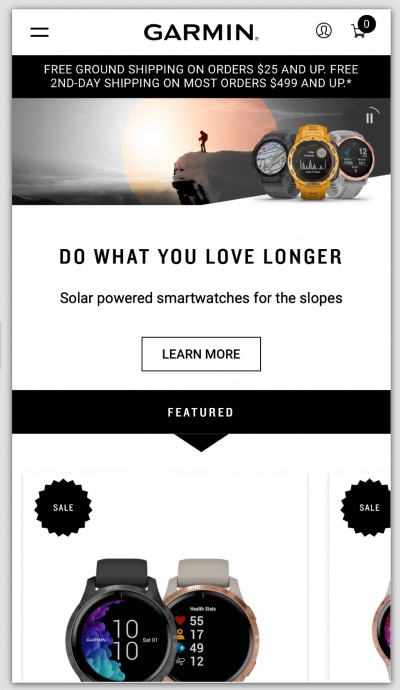 GARMIN®
0
FREE GROUND SHIPPING ON ORDERS $25 AND UP. FREE
2ND-DAY SHIPPING ON MOST ORDERS $499 AND UP.*
DO WHAT YOU LOVE LONGER
Solar powered smartwatches for the slopes
LEARN MORE
FEATURED
SALE
SALE
GARMIN
10
10
Sat 01
Health Stats
55
17
49
12